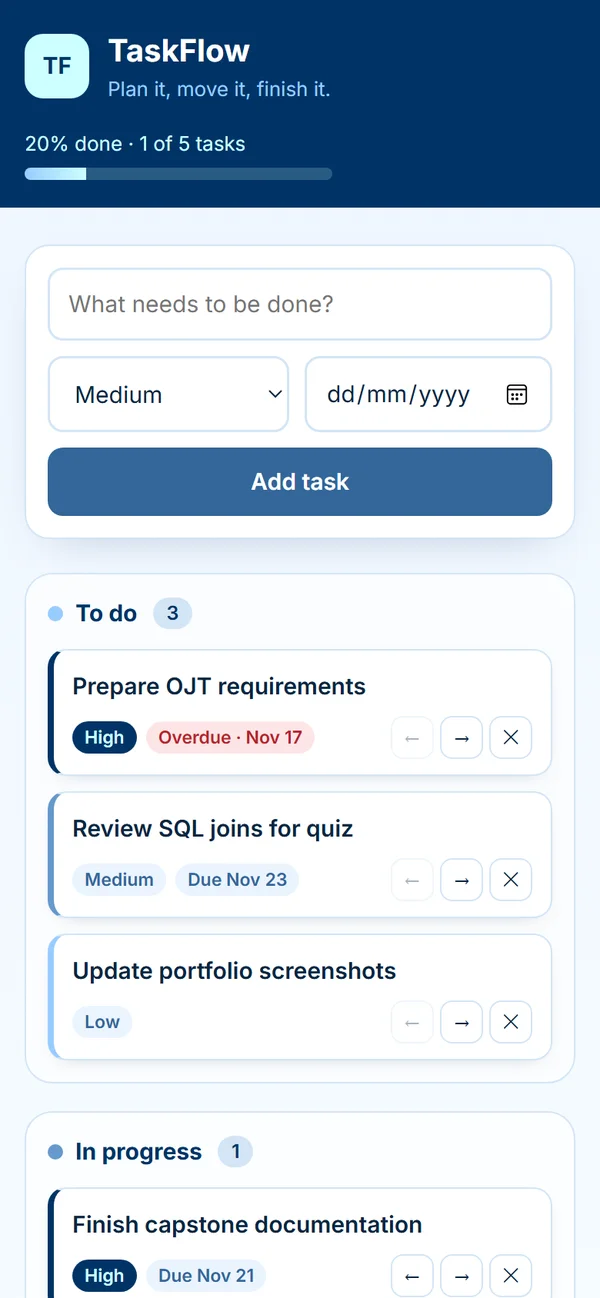 TF
TaskFlow
Plan it, move it, finish it.
20% done · 1 of 5 tasks
What needs to be done?
Medium
dd/mm/yyyy
Add task
To do 3
Prepare OJT requirements
High Overdue · Nov 17 ← → ×
Review SQL joins for quiz
Medium Due Nov 23 ← → ×
Update portfolio screenshots
Low ← → ×
In progress 1
Finish capstone documentation
High Due Nov 21 ← → ×